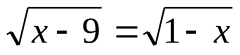 √(x − 9) = √(1 − x)